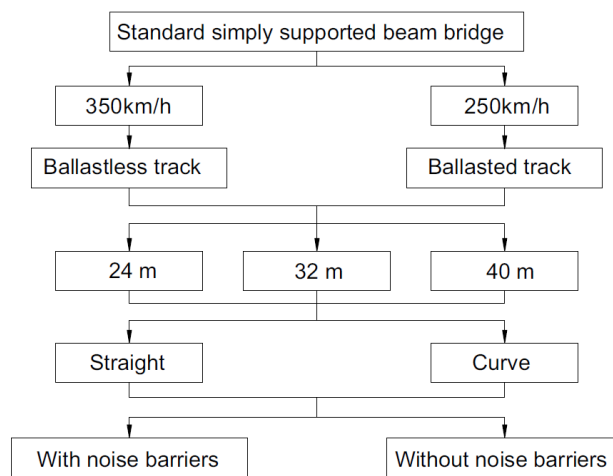 Standard simply supported beam bridge
350km/h
250km/h
Ballastless track
Ballasted track
24 m
32 m
40 m
Straight
Curve
With noise barriers
Without noise barriers